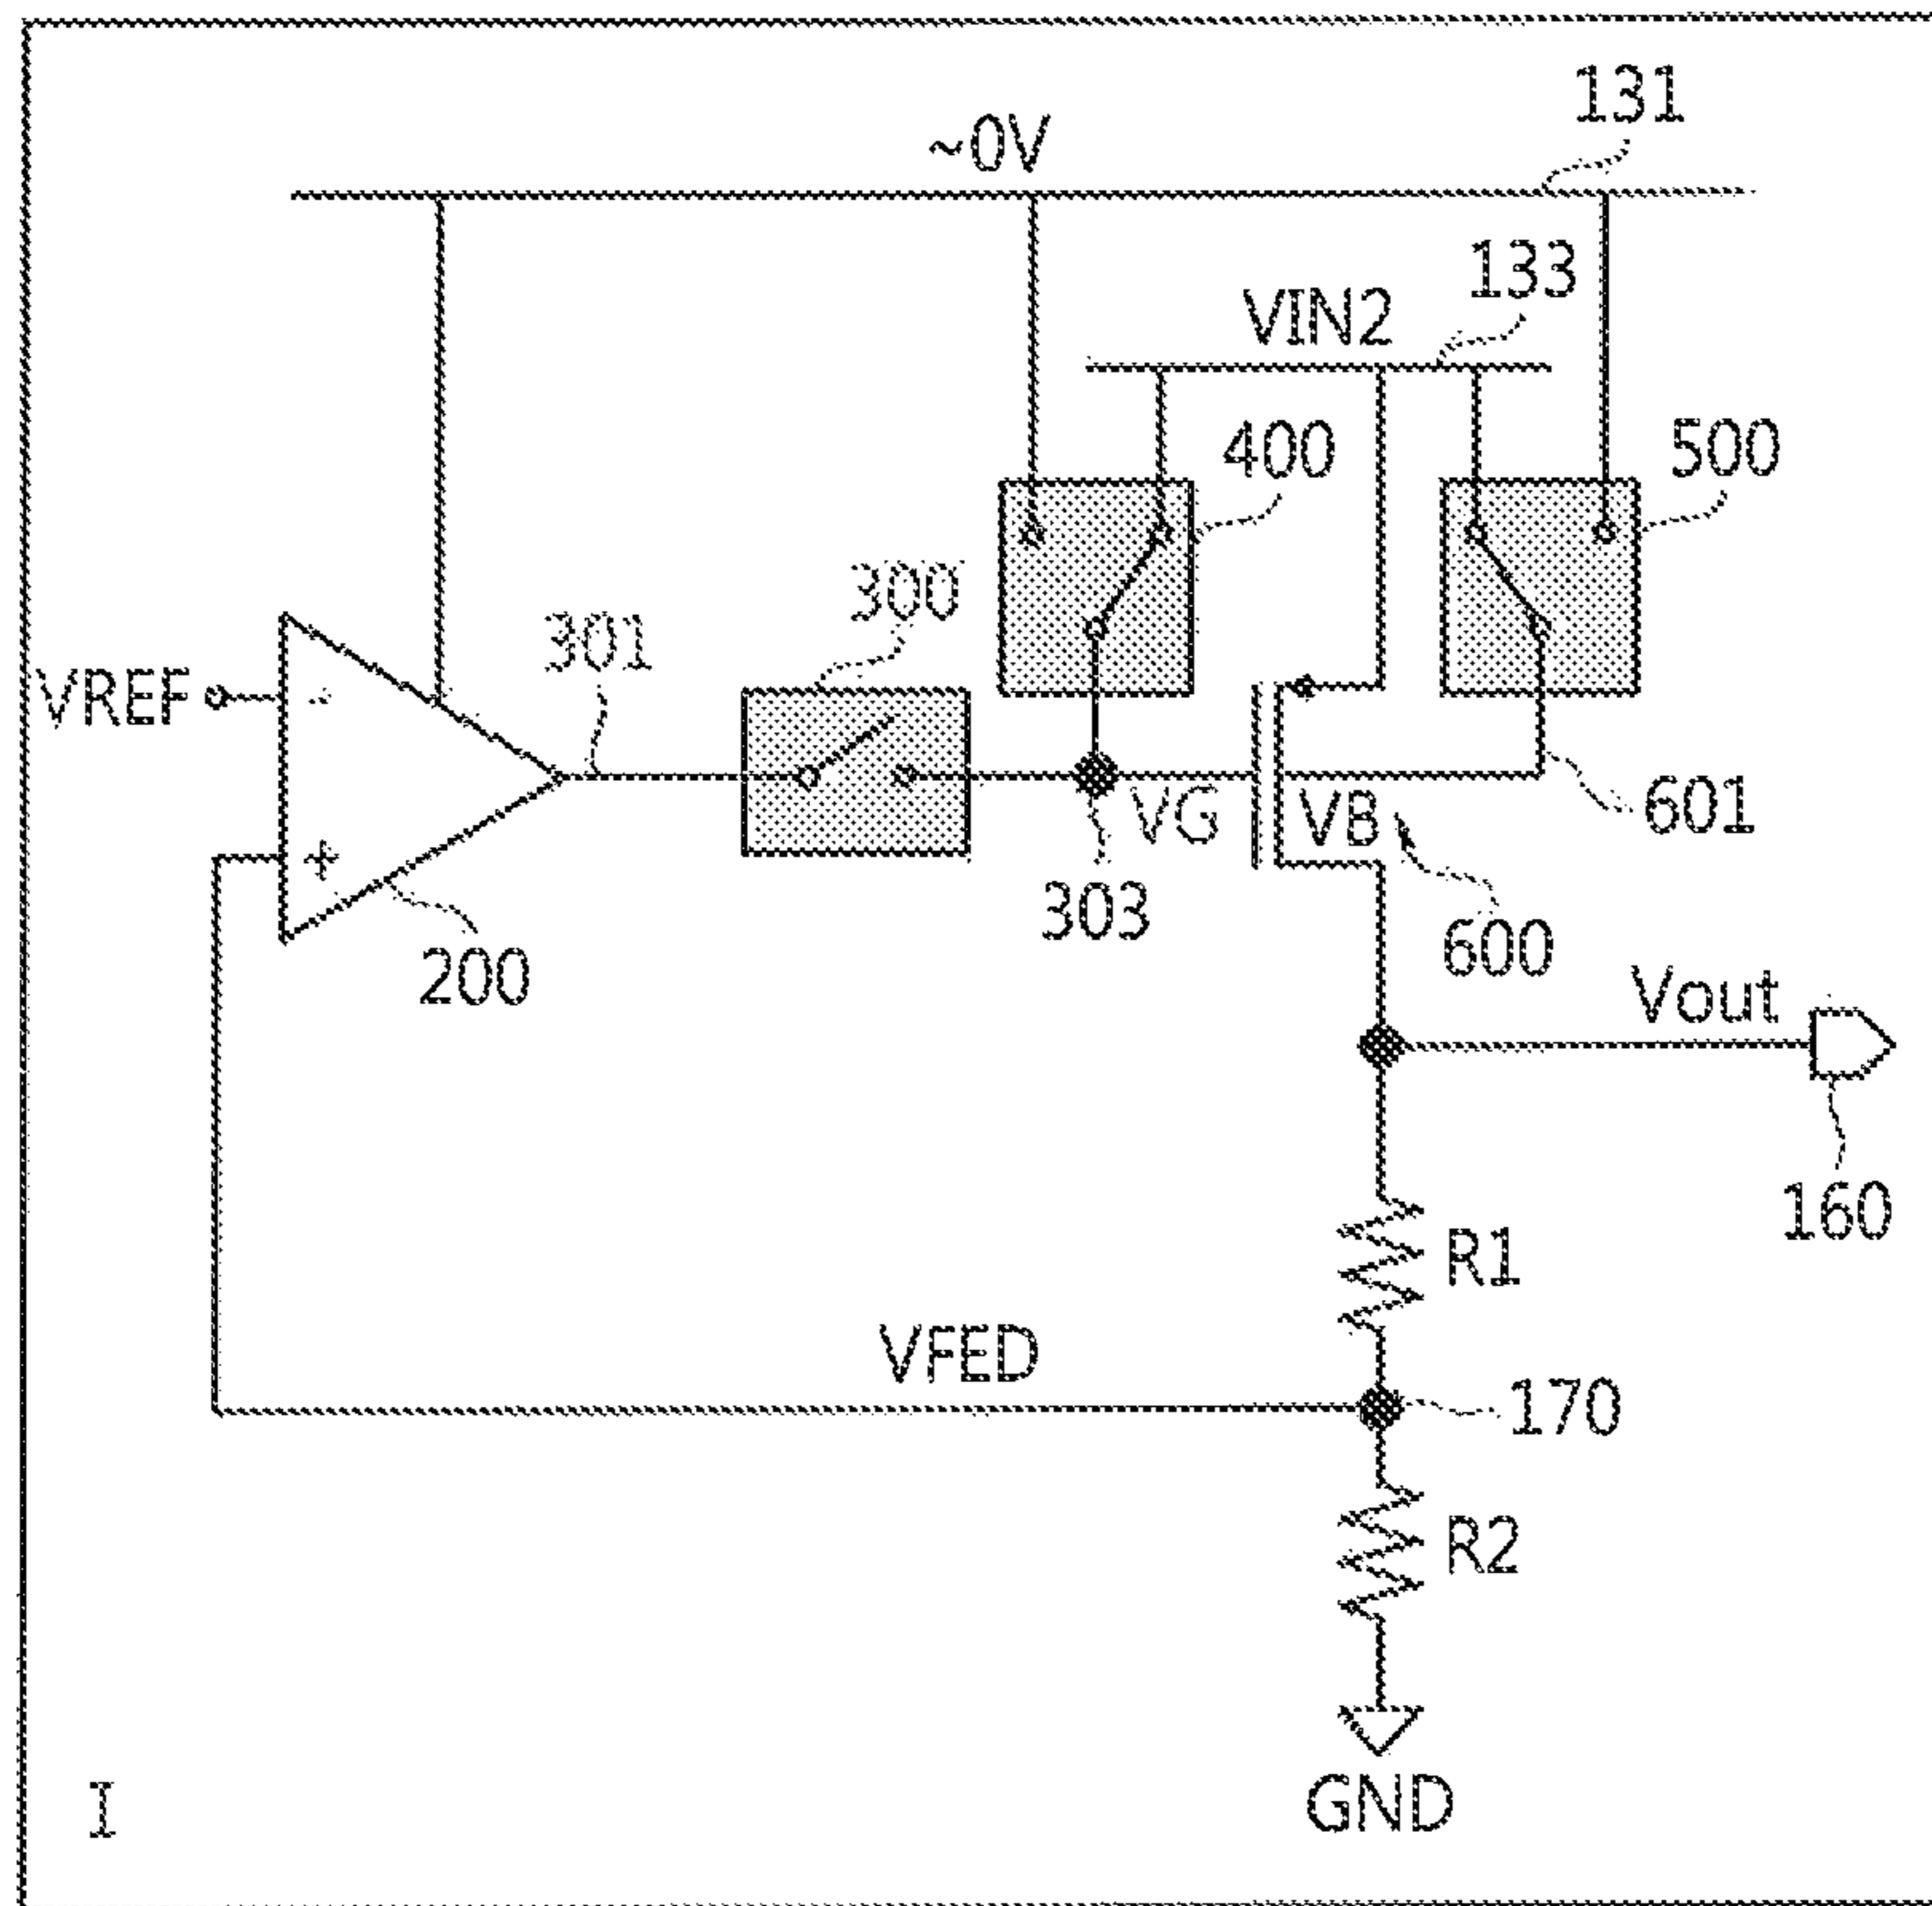 131
~0V
133
VIN2
400
500
300
301
VREF
-
601
VG
VB
+
303
600
200
Vout
160
R1
VFED
170
R2
GND
I